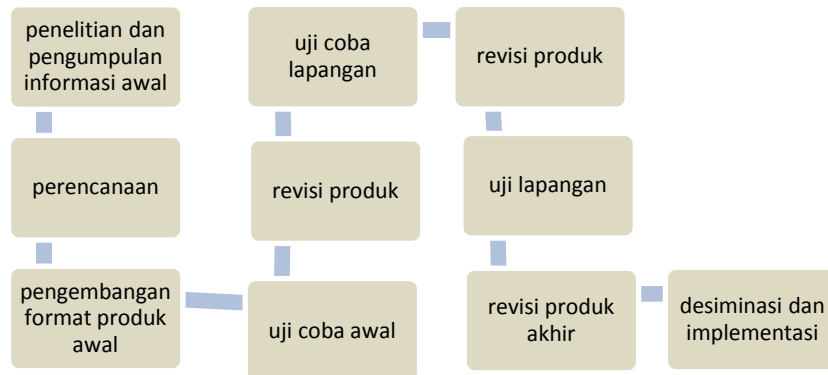 penelitian dan
pengumpulan
informasi awal
perencanaan
pengembangan
format produk
awal
uji coba awal
revisi produk
uji coba
lapangan
revisi produk
uji lapangan
revisi produk
akhir
desiminasi dan
implementasi